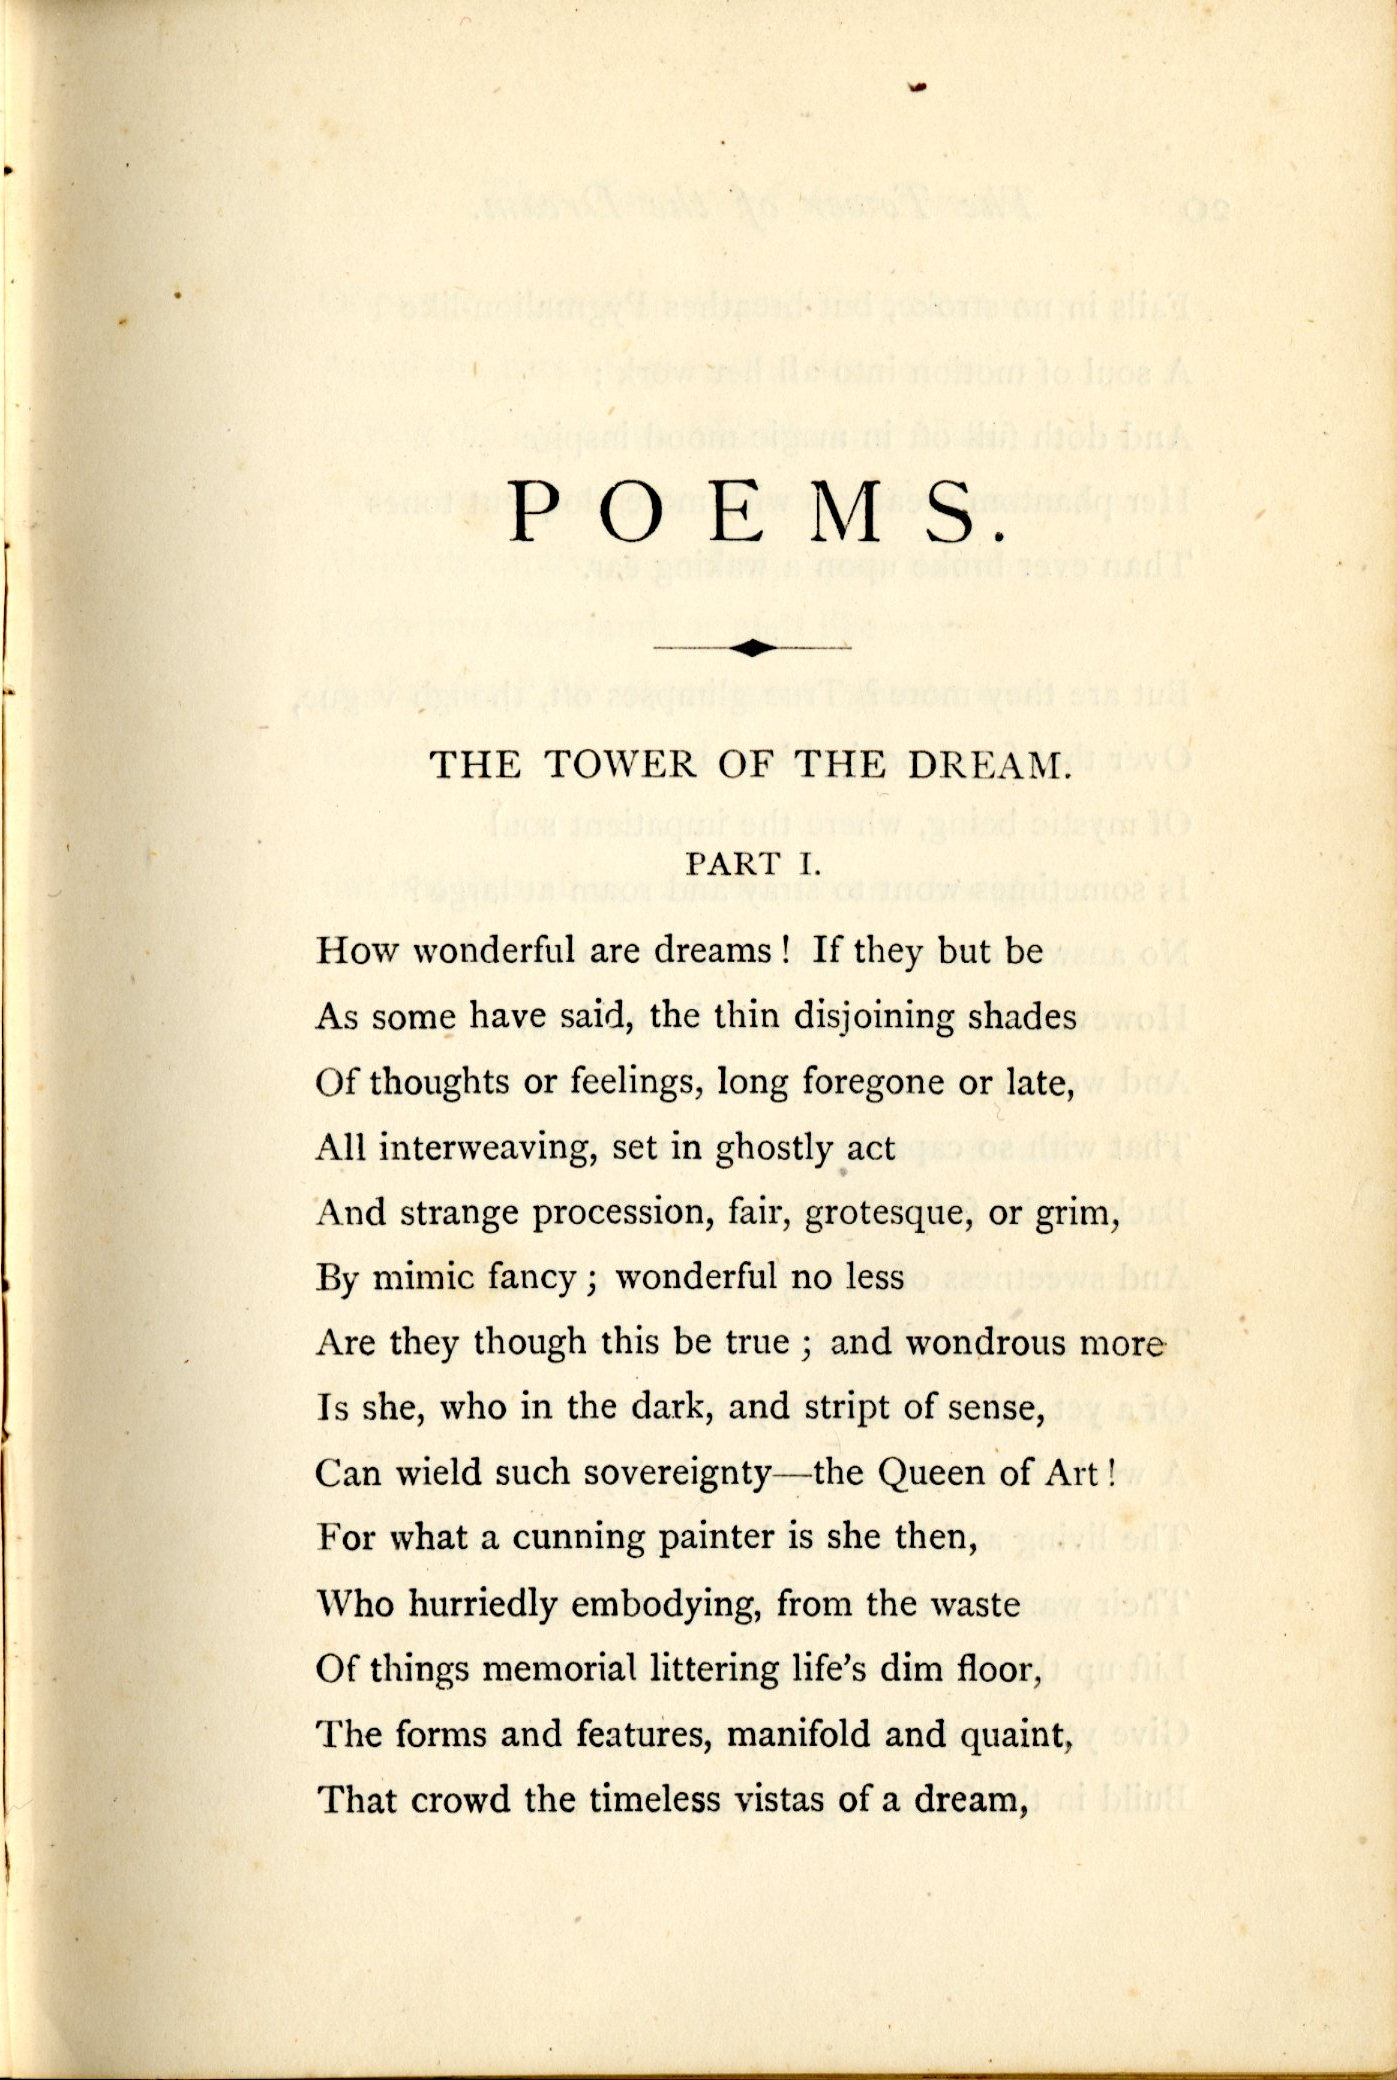 POEMS.
THE TOWER OF THE DREAM.
PART I.
How wonderful are dreams! If they but be
As some have said, the thin disjoining shades
Of thoughts or feelings, long foregone or late,
All interweaving, set in ghostly act
And strange procession, fair, grotesque, or grim,
By mimic fancy; wonderful no less
Are they though this be true; and wondrous more
Is she, who in the dark, and stript of sense,
Can wield such sovereignty—the Queen of Art!
For what a cunning painter is she then,
Who hurriedly embodying, from the waste
Of things memorial littering life's dim floor,
The forms and features, manifold and quaint,
That crowd the timeless vistas of a dream,